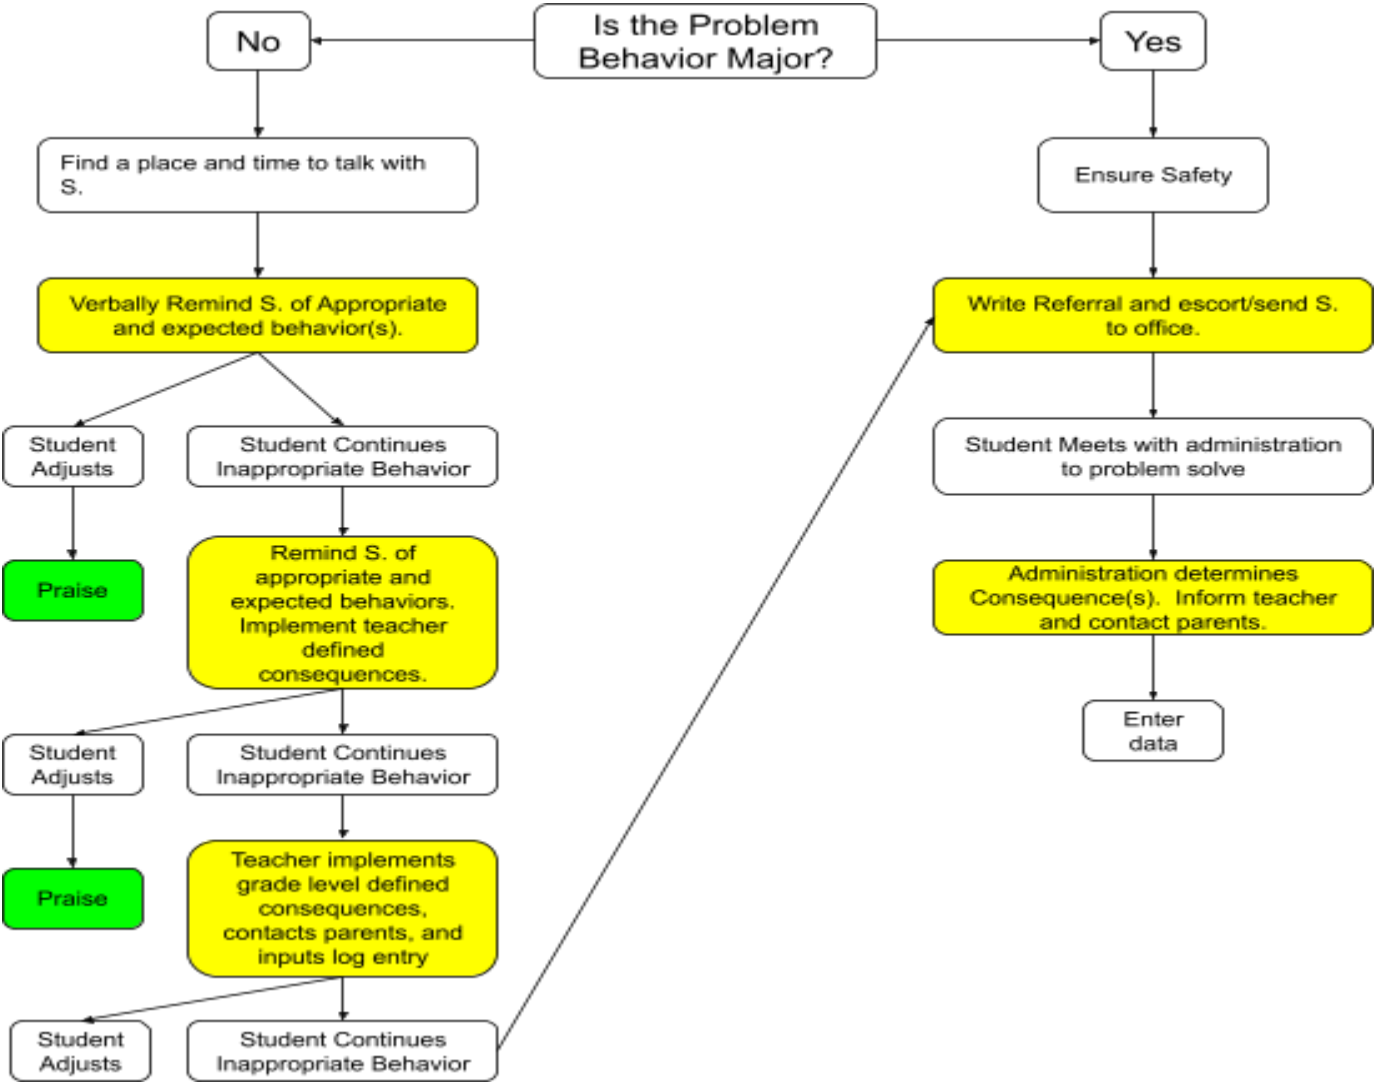 Is the Problem
Behavior Major?
No
Yes
Find a place and time to talk with
S.
Verbally Remind S. of Appropriate
and expected behavior(s).
Student
Adjusts
Student Continues
Inappropriate Behavior
Praise
Remind S. of
appropriate and
expected behaviors.
Implement teacher
defined
consequences.
Student
Adjusts
Student Continues
Inappropriate Behavior
Praise
Teacher implements
grade level defined
consequences,
contacts parents, and
inputs log entry
Student
Adjusts
Student Continues
Inappropriate Behavior
Ensure Safety
Write Referral and escort/send S.
to office.
Student Meets with administration
to problem solve
Administration determines
Consequence(s).  Inform teacher
and contact parents.
Enter
data